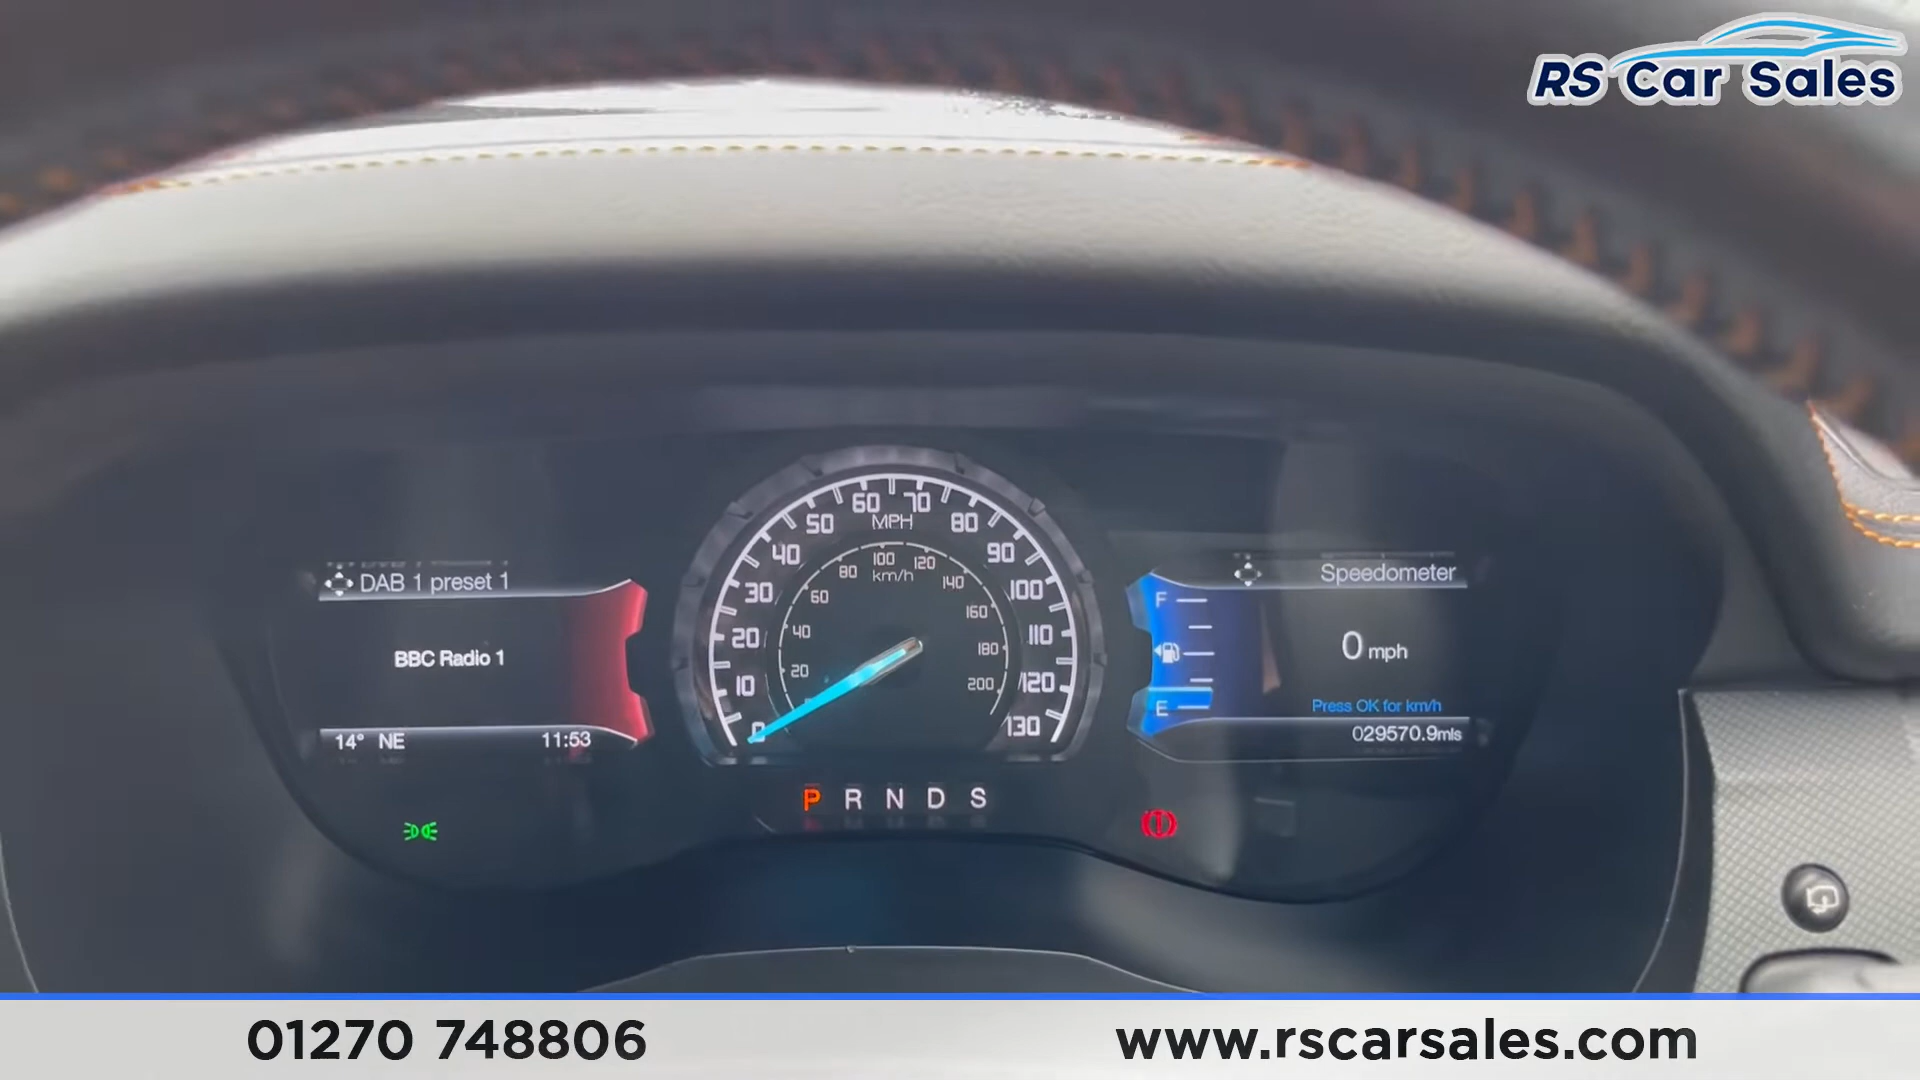 RS Car Sales
DAB 1 preset 1
BBC Radio 1
14° NE 11:53
0 10 20 30 40 50 60 70 80 90 100 110 120 130
MPH
20 40 60 80 100 120 140 160 180 200
km/h
P R N D S
Speedometer
F
E
0 mph
Press OK for km/h
029570.9mls
01270 748806
www.rscarsales.com